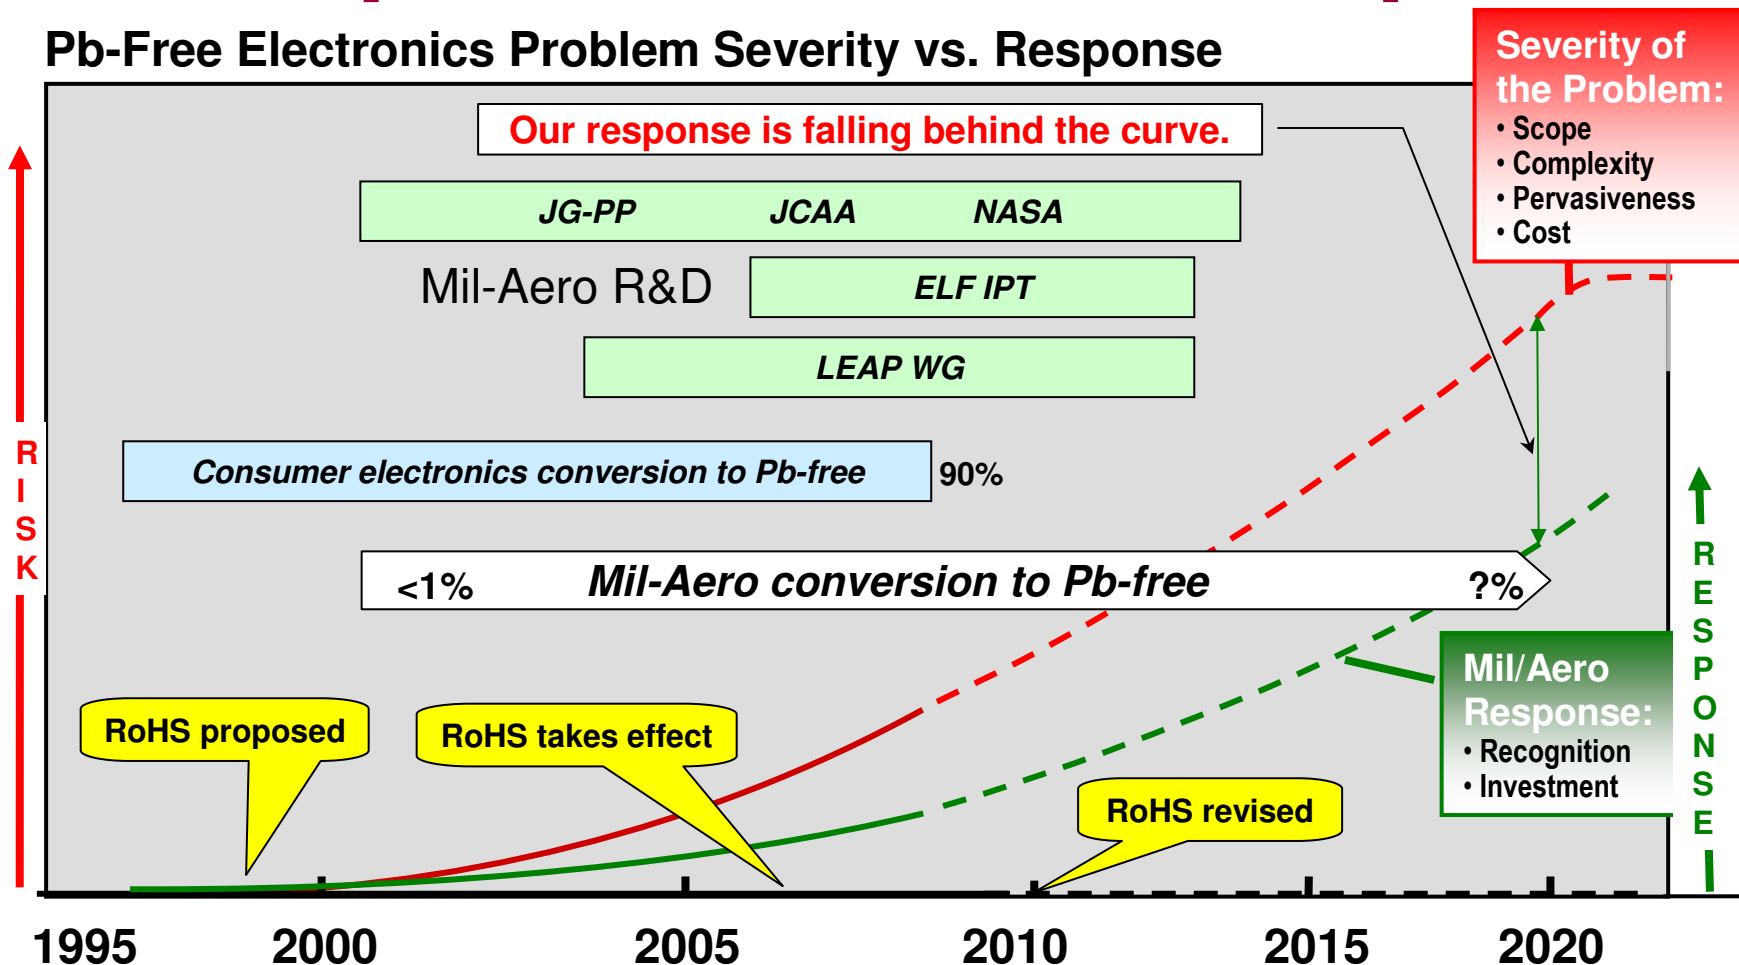 Pb-Free Electronics Problem Severity vs. Response
Severity of
the Problem:
• Scope
• Complexity
• Pervasiveness
• Cost
Our response is falling behind the curve.
JG-PP JCAA NASA
Mil-Aero R&D
ELF IPT
LEAP WG
RISK
Consumer electronics conversion to Pb-free
90%
<1% Mil-Aero conversion to Pb-free ?%
RESPONSE
Mil/Aero
Response:
• Recognition
• Investment
RoHS proposed
RoHS takes effect
RoHS revised
1995 2000 2005 2010 2015 2020